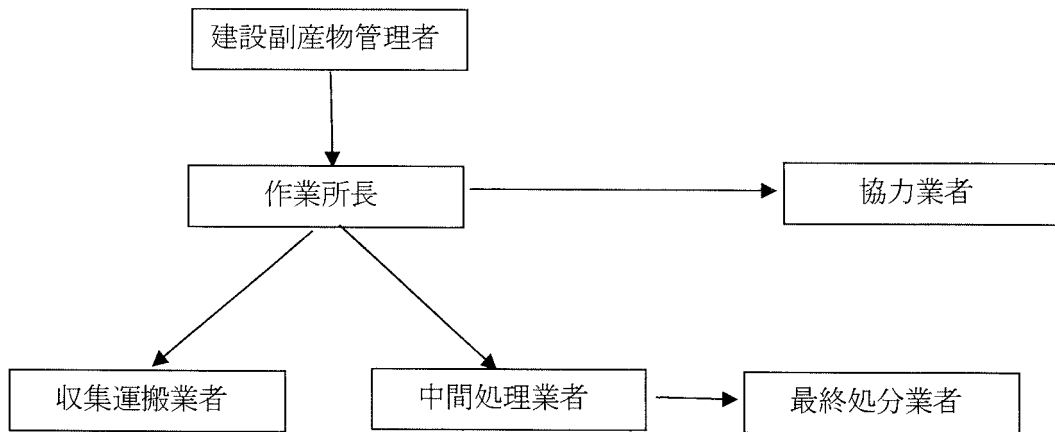 建設副産物管理者
作業所長
協力業者
収集運搬業者
中間処理業者
最終処分業者